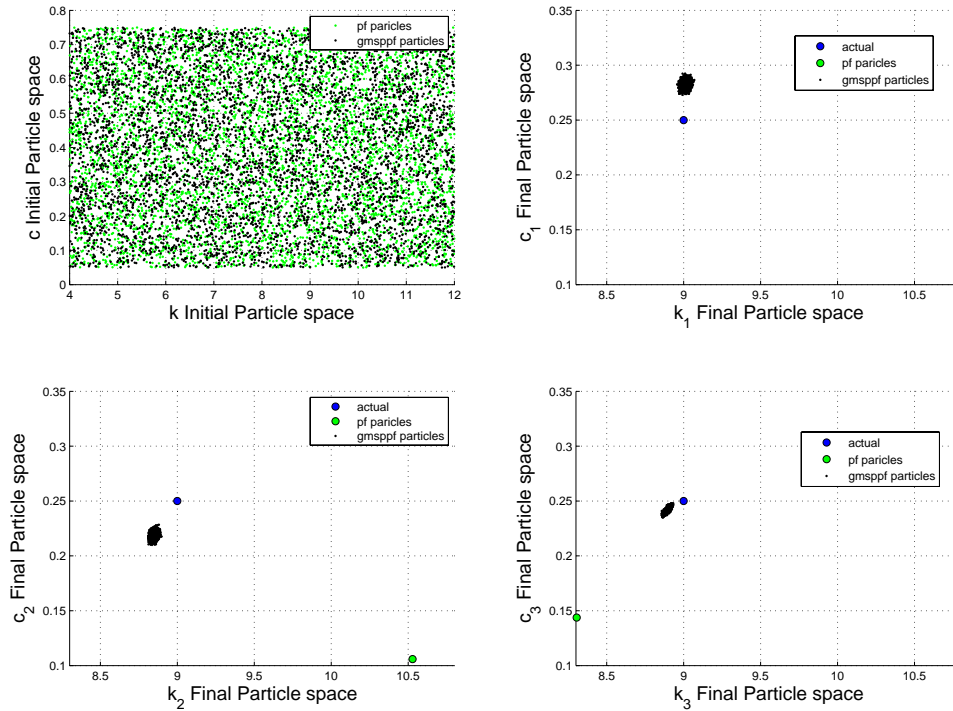 0.8
0.7
0.6
0.5
0.4
0.3
0.2
0.1
0
4 5 6 7 8 9 10 11 12
c Initial Particle space
k Initial Particle space
pf paricles
gmsppf particles
0.35
0.3
0.25
0.2
0.15
0.1
8.5 9 9.5 10 10.5
c_1 Final Particle space
k_1 Final Particle space
actual
pf paricles
gmsppf particles
0.35
0.3
0.25
0.2
0.15
0.1
8.5 9 9.5 10 10.5
c_2 Final Particle space
k_2 Final Particle space
actual
pf paricles
gmsppf particles
0.35
0.3
0.25
0.2
0.15
0.1
8.5 9 9.5 10 10.5
c_3 Final Particle space
k_3 Final Particle space
actual
pf paricles
gmsppf particles